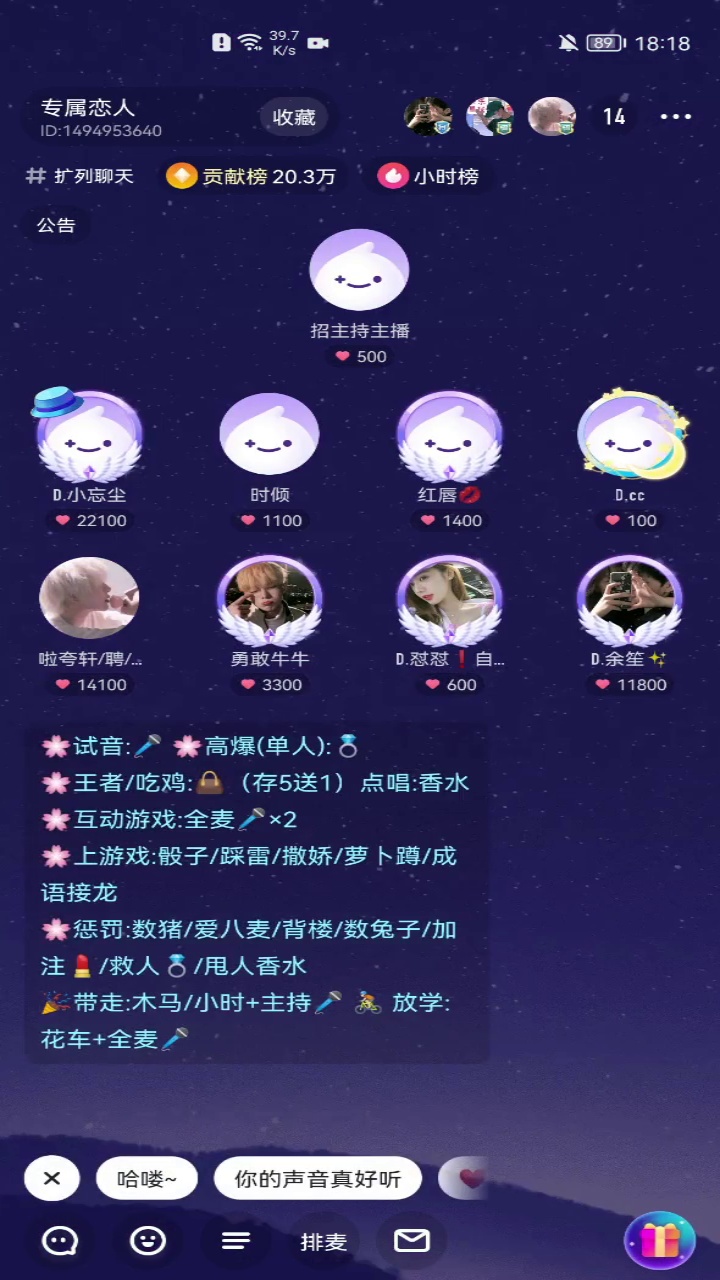 39.7
K/s
89
18:18
专属恋人
ID:1494953640
收藏
14
# 扩列聊天
贡献榜 20.3万
小时榜
公告
招主持主播
500
D.小忘尘
时倾
红唇💋
D,cc
22100
1100
1400
100
啦夸轩/聘/...
勇敢牛牛
D.怼怼❗自...
D.余笙✨
14100
3300
600
11800
🌸试音:🎤 🌸高爆(单人):💍
🌸王者/吃鸡:👜（存5送1）点唱:香水
🌸互动游戏:全麦🎤×2
🌸上游戏:骰子/踩雷/撒娇/萝卜蹲/成
语接龙
🌸惩罚:数猪/爱八麦/背楼/数兔子/加
注💄/救人💍/甩人香水
🎉带走:木马/小时+主持🎤 🚴 放学:
花车+全麦🎤
哈喽~
你的声音真好听
排麦